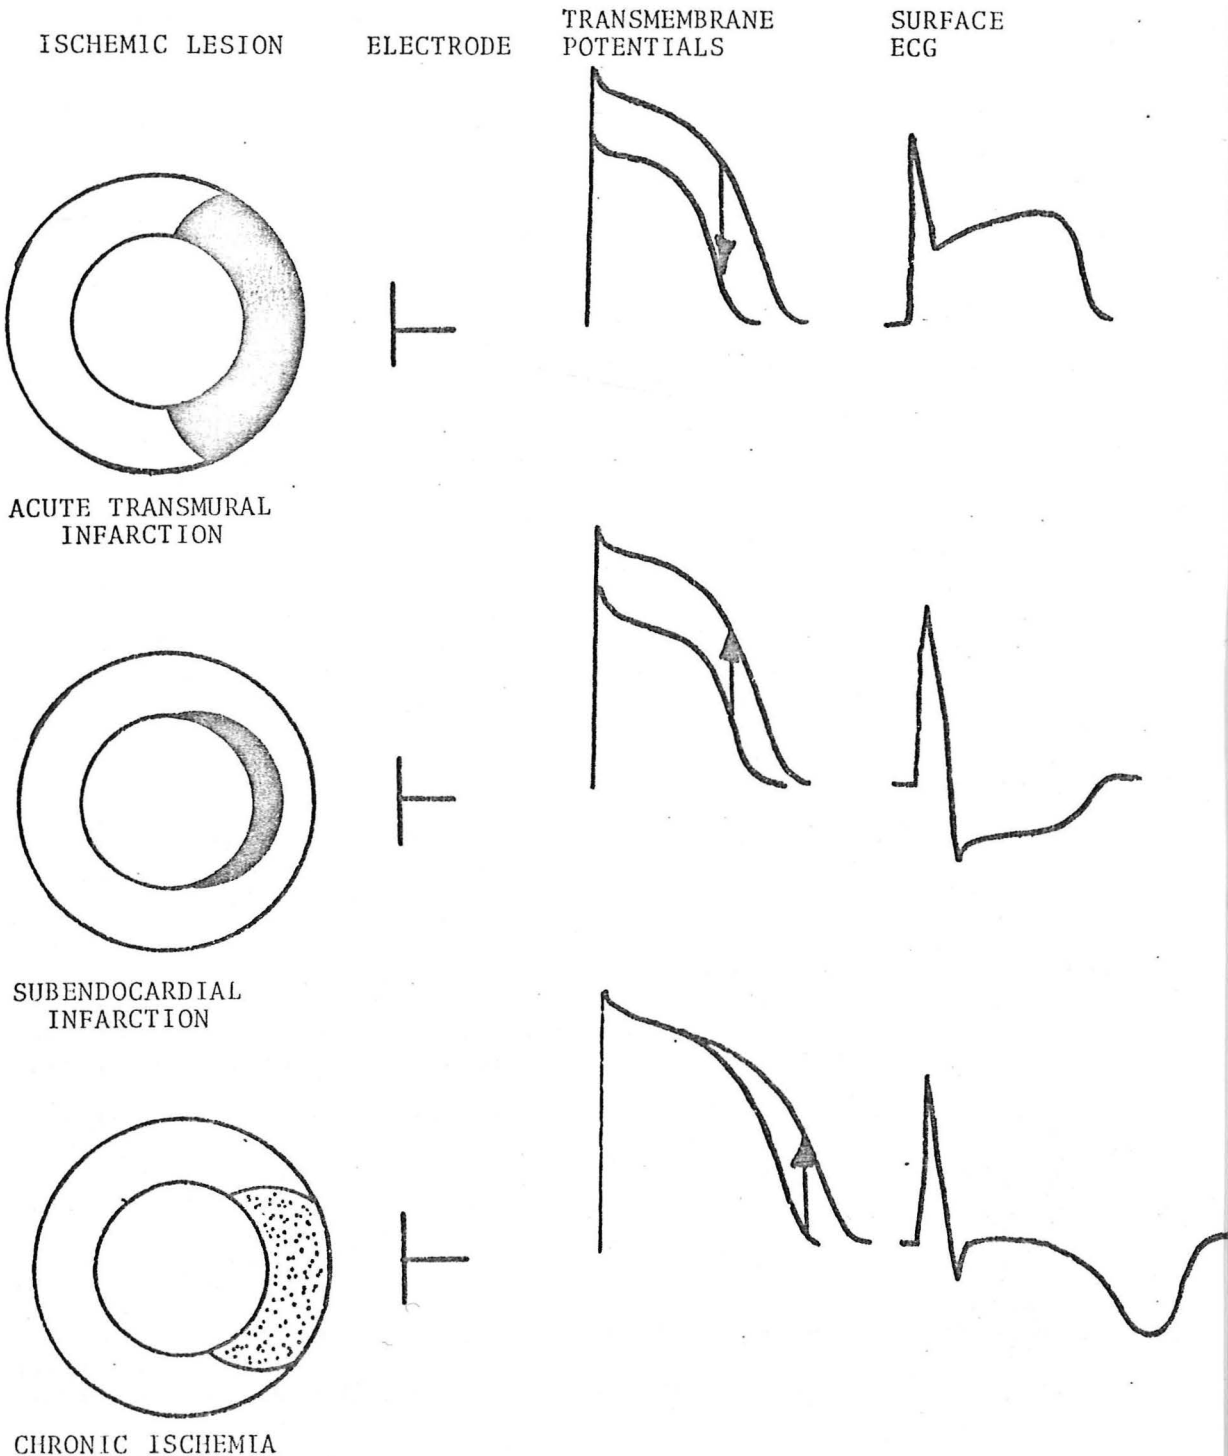 ISCHEMIC LESION
ELECTRODE
TRANSMEMBRANE
POTENTIALS
SURFACE
ECG
ACUTE TRANSMURAL
INFARCTION
SUBENDOCARDIAL
INFARCTION
CHRONIC ISCHEMIA